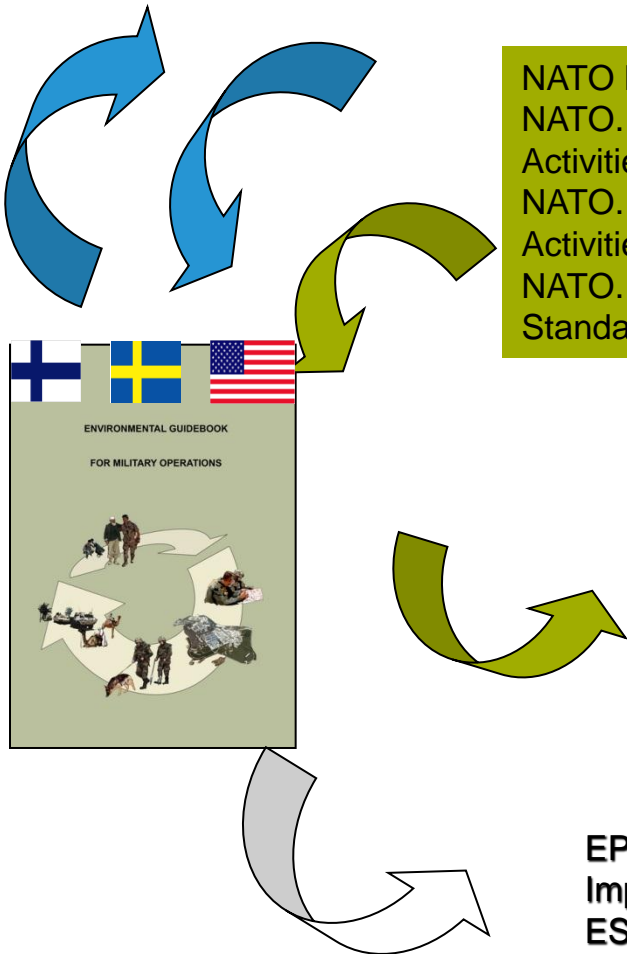 NATO
NATO.
Activitie
NATO.
Activitie
NATO.
Standa
ENVIRONMENTAL GUIDEBOOK
FOR MILITARY OPERATIONS
EP
Imp
ES